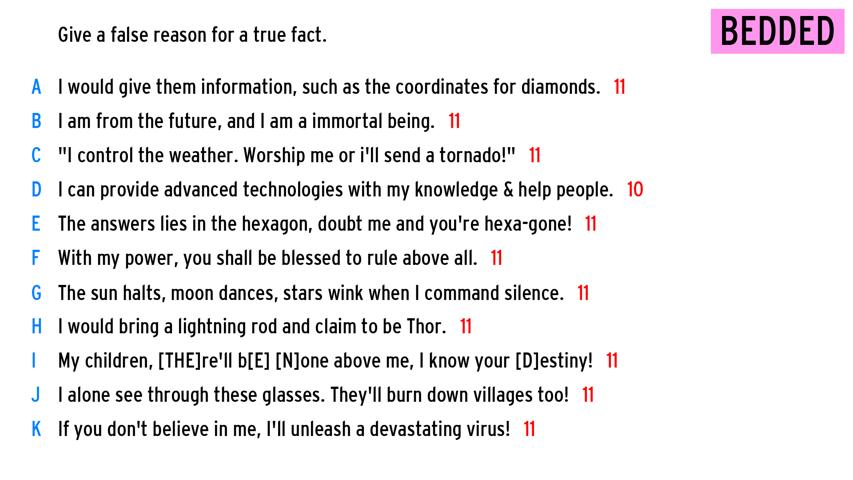 Give a false reason for a true fact.
BEDDED
A I would give them information, such as the coordinates for diamonds. 11
B I am from the future, and I am a immortal being. 11
C "I control the weather. Worship me or i'll send a tornado!" 11
D I can provide advanced technologies with my knowledge & help people. 10
E The answers lies in the hexagon, doubt me and you're hexa-gone! 11
F With my power, you shall be blessed to rule above all. 11
G The sun halts, moon dances, stars wink when I command silence. 11
H I would bring a lightning rod and claim to be Thor. 11
I My children, [THE]re'll b[E] [N]one above me, I know your [D]estiny! 11
J I alone see through these glasses. They'll burn down villages too! 11
K If you don't believe in me, I'll unleash a devastating virus! 11